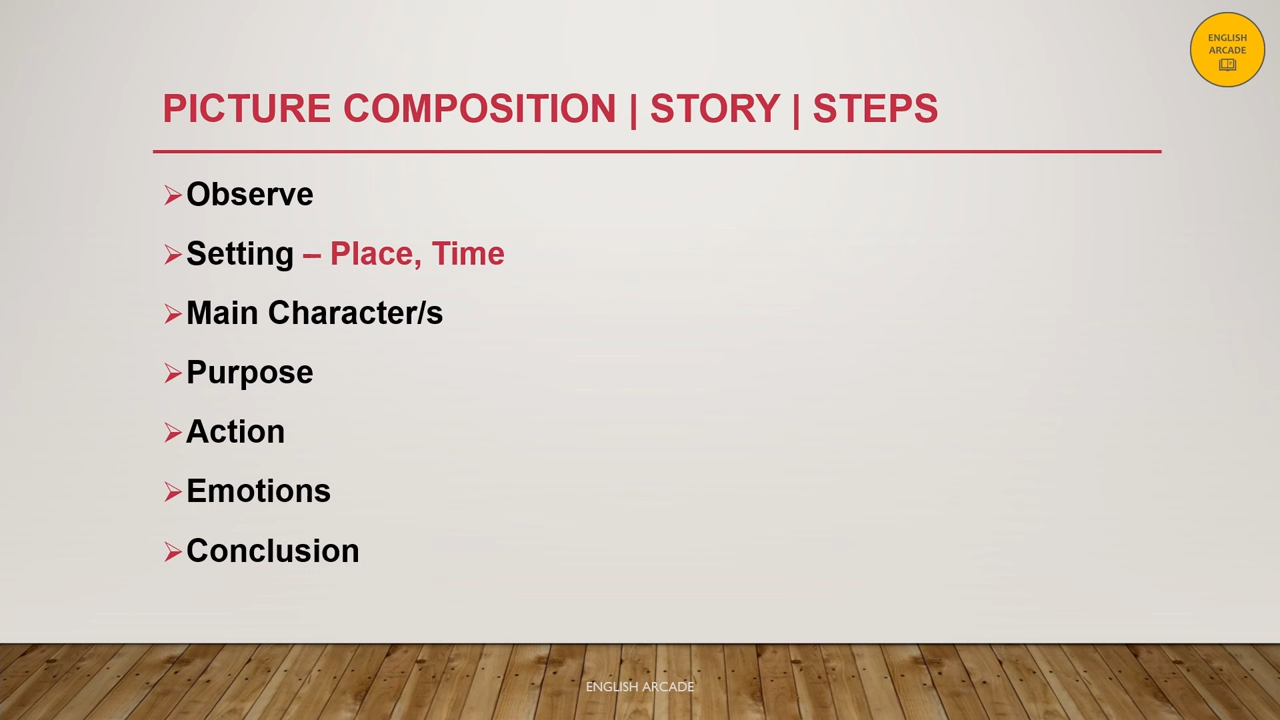 ENGLISH
ARCADE
PICTURE COMPOSITION | STORY | STEPS
Observe
Setting – Place, Time
Main Character/s
Purpose
Action
Emotions
Conclusion
ENGLISH ARCADE